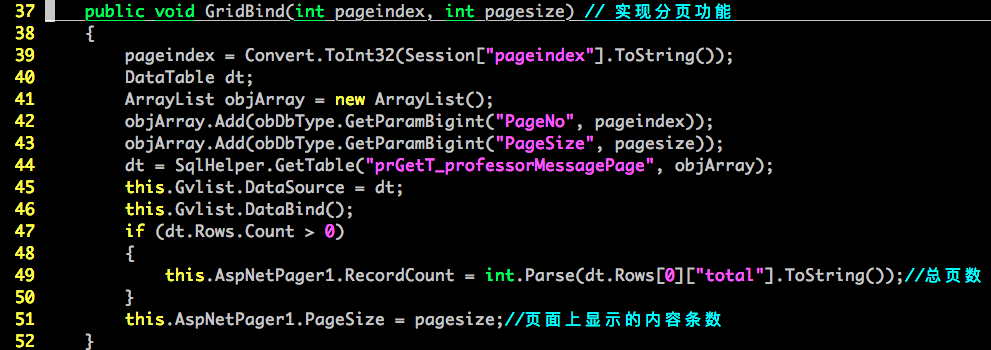 37     public void GridBind(int pageindex, int pagesize) // 实现分页功能
38     {
39         pageindex = Convert.ToInt32(Session["pageindex"].ToString());
40         DataTable dt;
41         ArrayList objArray = new ArrayList();
42         objArray.Add(obDbType.GetParamBigint("PageNo", pageindex));
43         objArray.Add(obDbType.GetParamBigint("PageSize", pagesize));
44         dt = SqlHelper.GetTable("prGetT_professorMessagePage", objArray);
45         this.Gvlist.DataSource = dt;
46         this.Gvlist.DataBind();
47         if (dt.Rows.Count > 0)
48         {
49             this.AspNetPager1.RecordCount = int.Parse(dt.Rows[0]["total"].ToString());//总页数
50         }
51         this.AspNetPager1.PageSize = pagesize;//页面上显示的内容条数
52     }